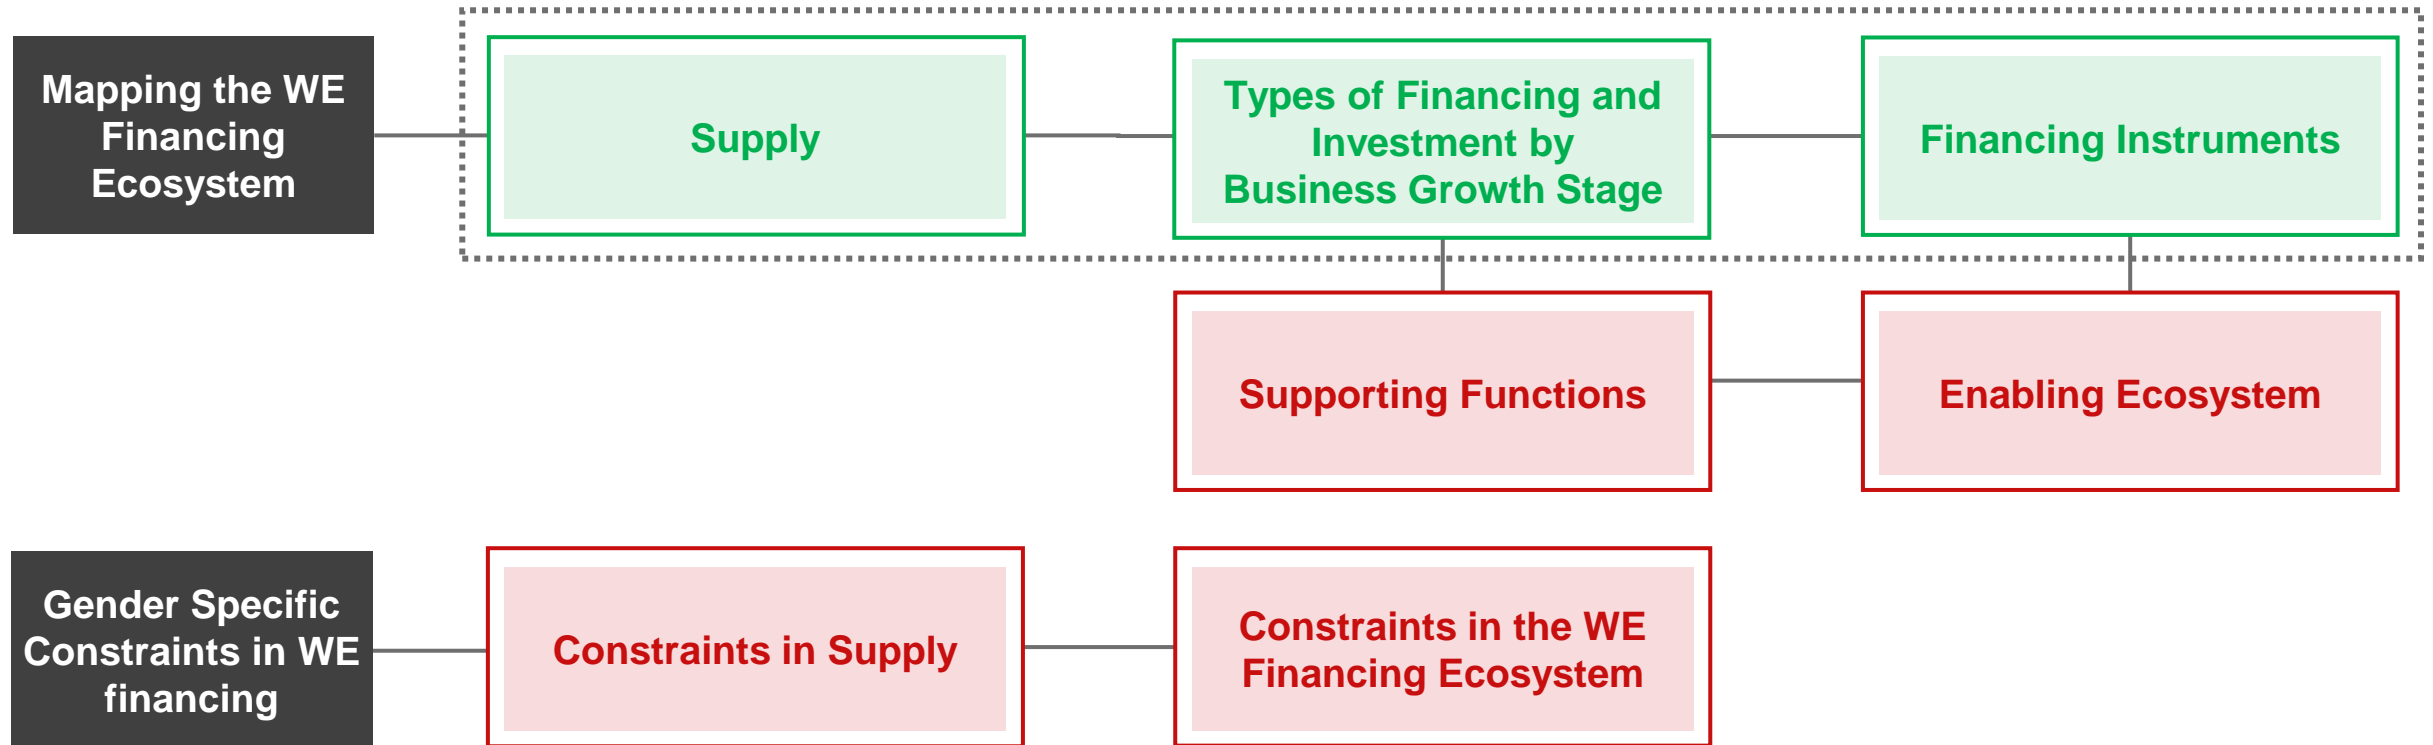 Mapping the WE
Financing
Ecosystem
Supply
Types of Financing and
Investment by
Business Growth Stage
Financing Instruments
Supporting Functions
Enabling Ecosystem
Gender Specific
Constraints in WE
financing
Constraints in Supply
Constraints in the WE
Financing Ecosystem